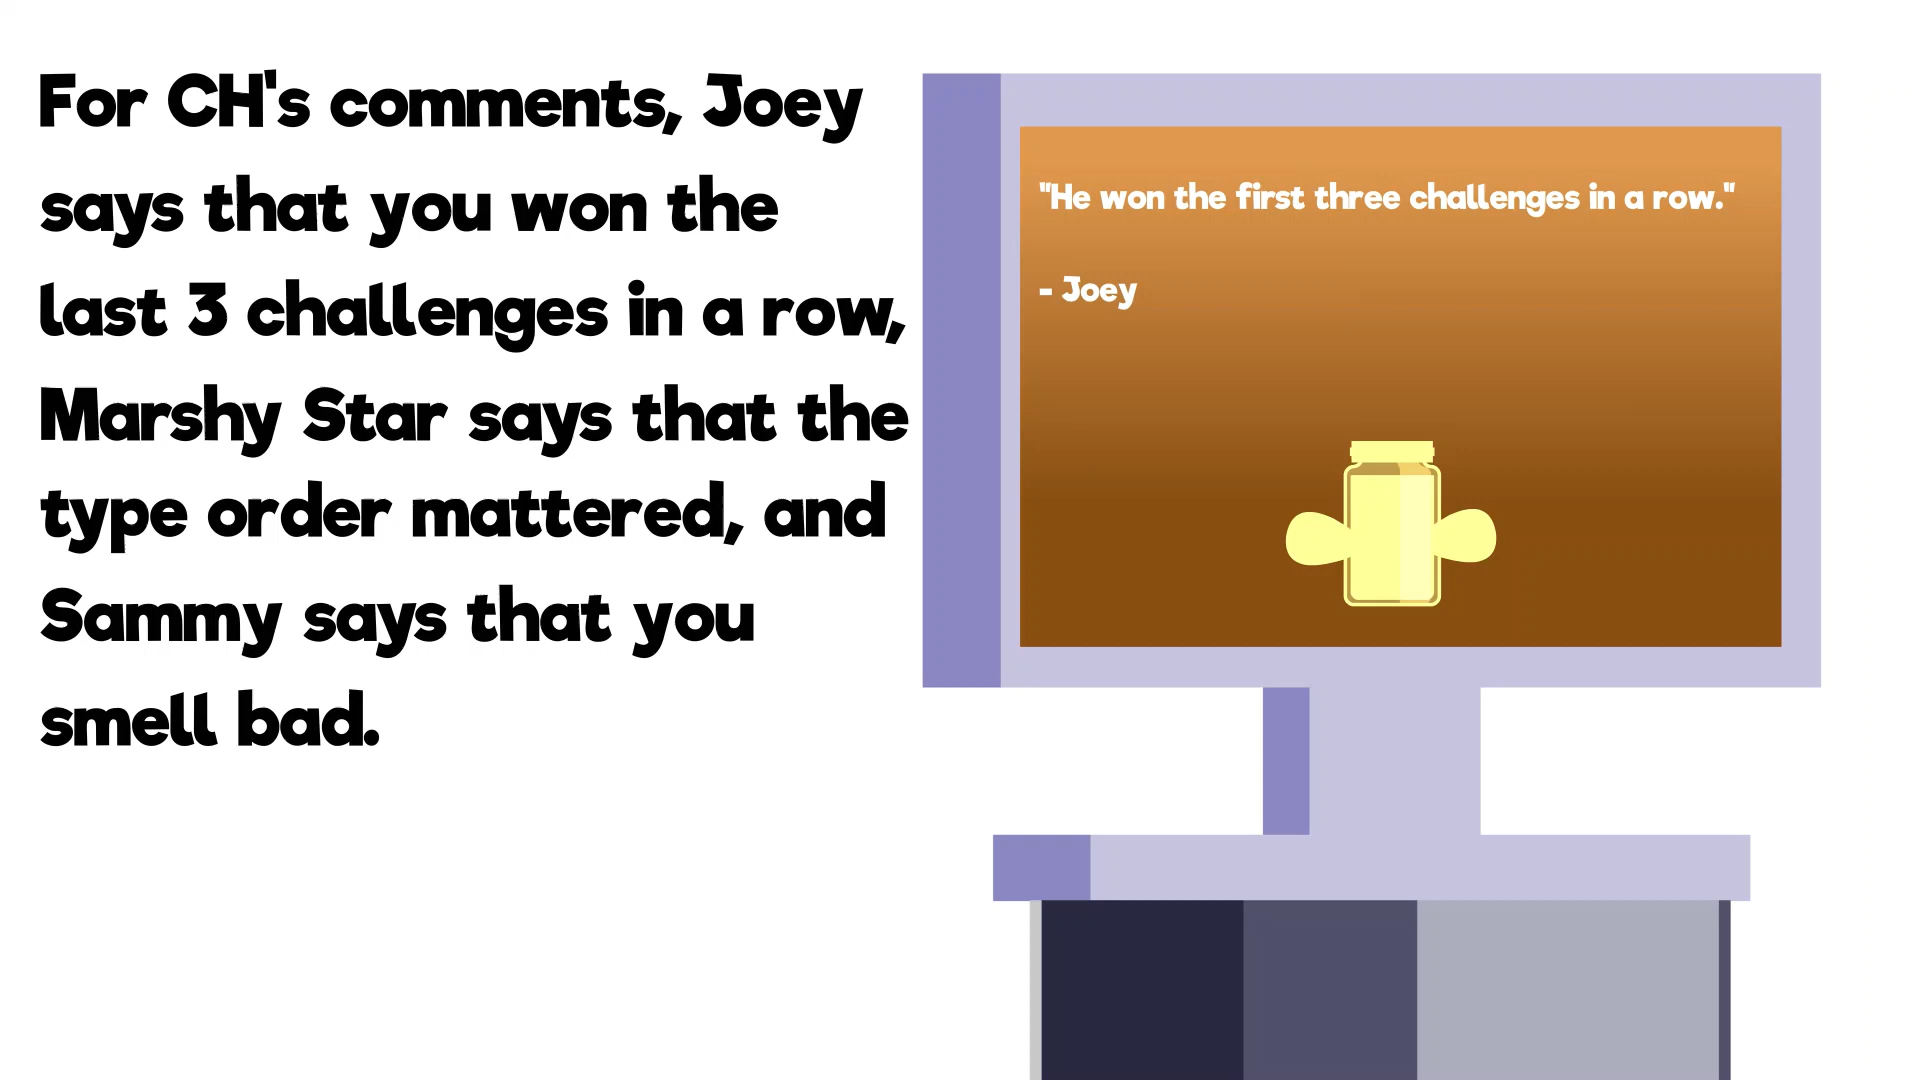 For CH's comments, Joey
says that you won the
last 3 challenges in a row,
Marshy Star says that the
type order mattered, and
Sammy says that you
smell bad.
"He won the first three challenges in a row."
- Joey